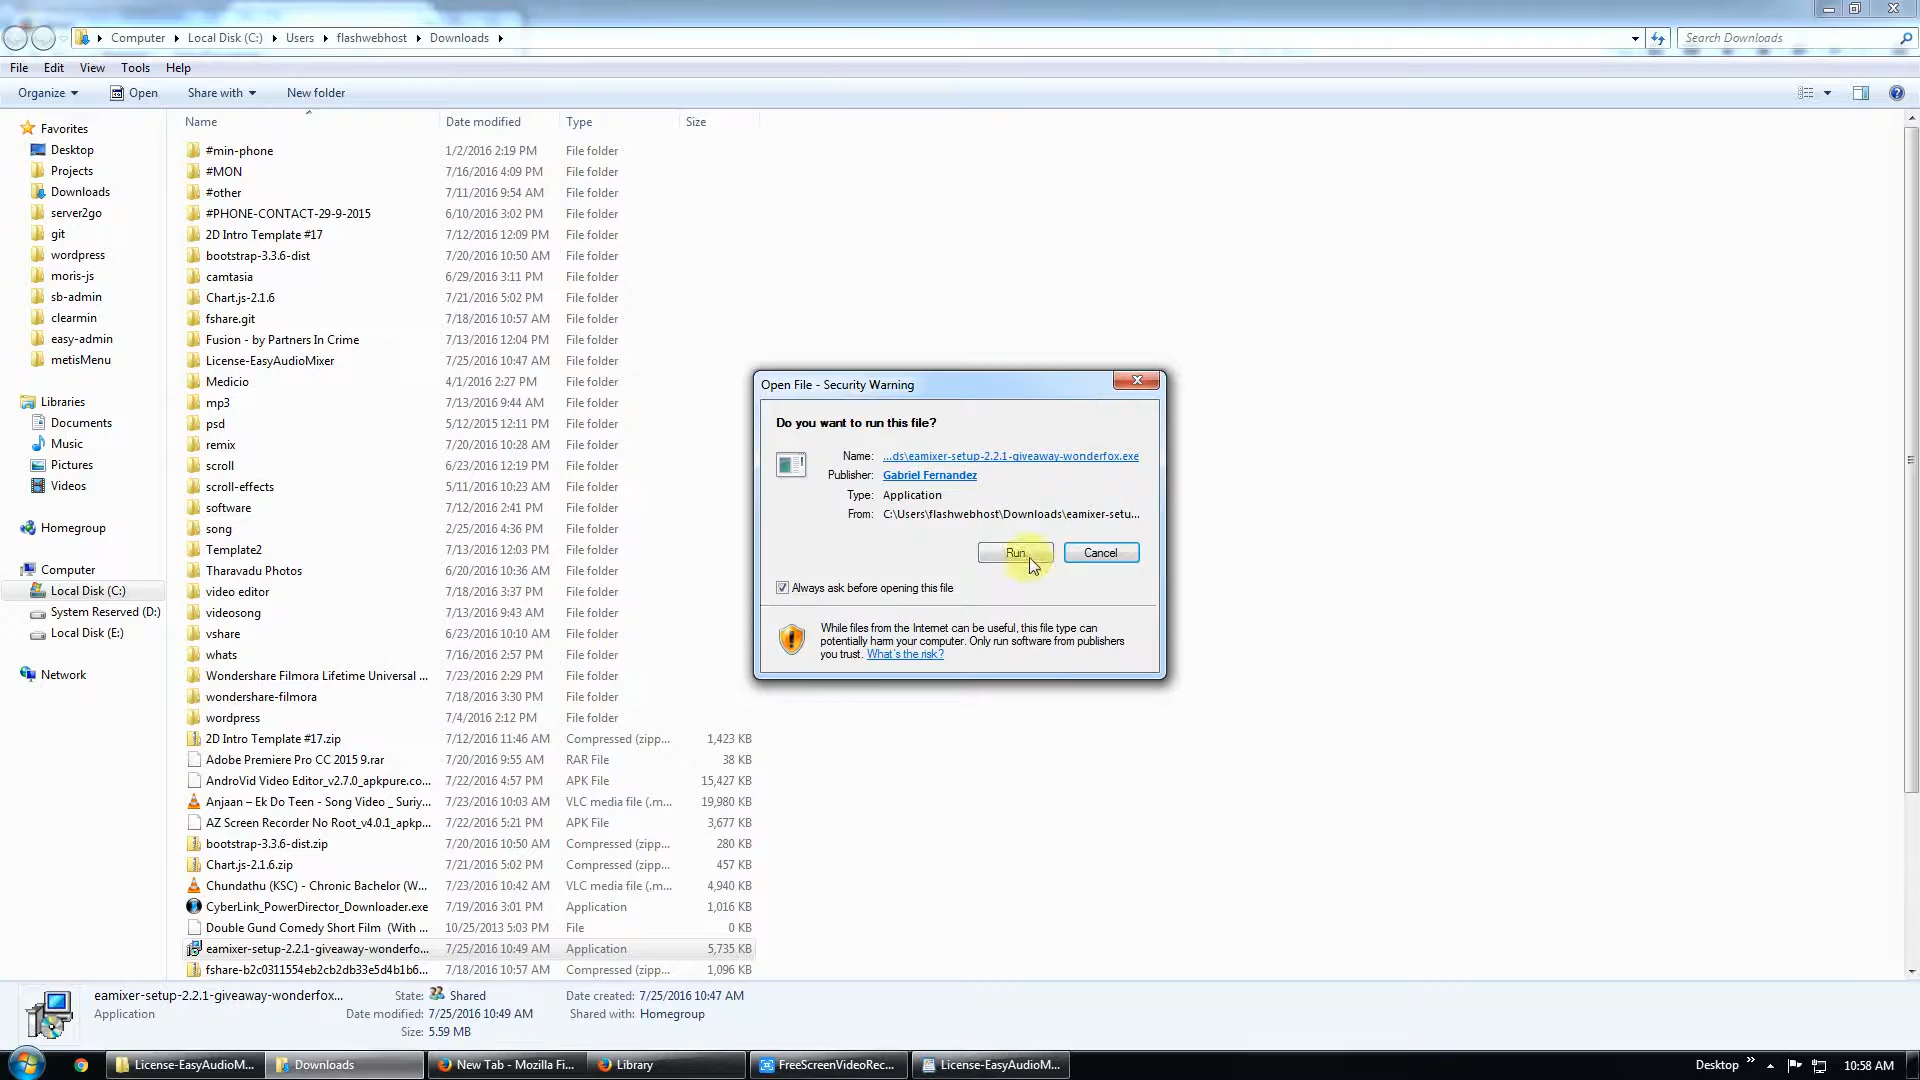 Computer Local Disk (C:) Users flashwebhost Downloads Search Downloads
File Edit View Tools Help
Organize Open Share with New folder
Name Date modified Type Size
Favorites
Desktop
Projects
Downloads
server2go
git
wordpress
moris-js
sb-admin
clearmin
easy-admin
metisMenu
Libraries
Documents
Music
Pictures
Videos
Homegroup
Computer
Local Disk (C:)
System Reserved (D:)
Local Disk (E:)
Network
#min-phone 1/2/2016 2:19 PM File folder
#MON 7/16/2016 4:09 PM File folder
#other 7/11/2016 9:54 AM File folder
#PHONE-CONTACT-29-9-2015 6/10/2016 3:02 PM File folder
2D Intro Template #17 7/12/2016 12:09 PM File folder
bootstrap-3.3.6-dist 7/20/2016 10:50 AM File folder
camtasia 6/29/2016 3:11 PM File folder
Chart.js-2.1.6 7/21/2016 5:02 PM File folder
fshare.git 7/18/2016 10:57 AM File folder
Fusion - by Partners In Crime 7/13/2016 12:04 PM File folder
License-EasyAudioMixer 7/25/2016 10:47 AM File folder
Medicio 4/1/2016 2:27 PM File folder
mp3 7/13/2016 9:44 AM File folder
psd 5/12/2015 12:11 PM File folder
remix 7/20/2016 10:28 AM File folder
scroll 6/23/2016 12:19 PM File folder
scroll-effects 5/11/2016 10:23 AM File folder
software 7/12/2016 2:41 PM File folder
song 2/25/2016 4:36 PM File folder
Template2 7/13/2016 12:03 PM File folder
Tharavadu Photos 6/20/2016 10:36 AM File folder
video editor 7/18/2016 3:37 PM File folder
videosong 7/13/2016 9:43 AM File folder
vshare 6/23/2016 10:10 AM File folder
whats 7/16/2016 2:57 PM File folder
Wondershare Filmora Lifetime Universal ... 7/23/2016 2:29 PM File folder
wondershare-filmora 7/18/2016 3:30 PM File folder
wordpress 7/4/2016 2:12 PM File folder
2D Intro Template #17.zip 7/12/2016 11:46 AM Compressed (zipp... 1,423 KB
Adobe Premiere Pro CC 2015 9.rar 7/20/2016 9:55 AM RAR File 38 KB
AndroVid Video Editor_v2.7.0_apkpure.co... 7/22/2016 4:57 PM APK File 15,427 KB
Anjaan – Ek Do Teen - Song Video _ Suriy... 7/23/2016 10:03 AM VLC media file (.m... 19,980 KB
AZ Screen Recorder No Root_v4.0.1_apkp... 7/22/2016 5:21 PM APK File 3,677 KB
bootstrap-3.3.6-dist.zip 7/20/2016 10:50 AM Compressed (zipp... 280 KB
Chart.js-2.1.6.zip 7/21/2016 5:02 PM Compressed (zipp... 457 KB
Chundathu (KSC) - Chronic Bachelor (W... 7/23/2016 10:42 AM VLC media file (.m... 4,940 KB
CyberLink_PowerDirector_Downloader.exe 7/19/2016 3:01 PM Application 1,016 KB
Double Gund Comedy Short Film (With ... 10/25/2013 5:03 PM File 0 KB
eamixer-setup-2.2.1-giveaway-wonderfo... 7/25/2016 10:49 AM Application 5,735 KB
fshare-b2c0311554eb2cb2db33e5d4b1b6... 7/18/2016 10:57 AM Compressed (zipp... 1,096 KB
Open File - Security Warning
Do you want to run this file?
Name: ...ds\eamixer-setup-2.2.1-giveaway-wonderfox.exe
Publisher: Gabriel Fernandez
Type: Application
From: C:\Users\flashwebhost\Downloads\eamixer-setu...
Run Cancel
Always ask before opening this file
While files from the Internet can be useful, this file type can
potentially harm your computer. Only run software from publishers
you trust. What's the risk?
eamixer-setup-2.2.1-giveaway-wonderfox... State: Shared Date created: 7/25/2016 10:47 AM
Application Date modified: 7/25/2016 10:49 AM Shared with: Homegroup
Size: 5.59 MB
License-EasyAudioM... Downloads New Tab - Mozilla Fi... Library FreeScreenVideoRec... License-EasyAudioM... Desktop 10:58 AM